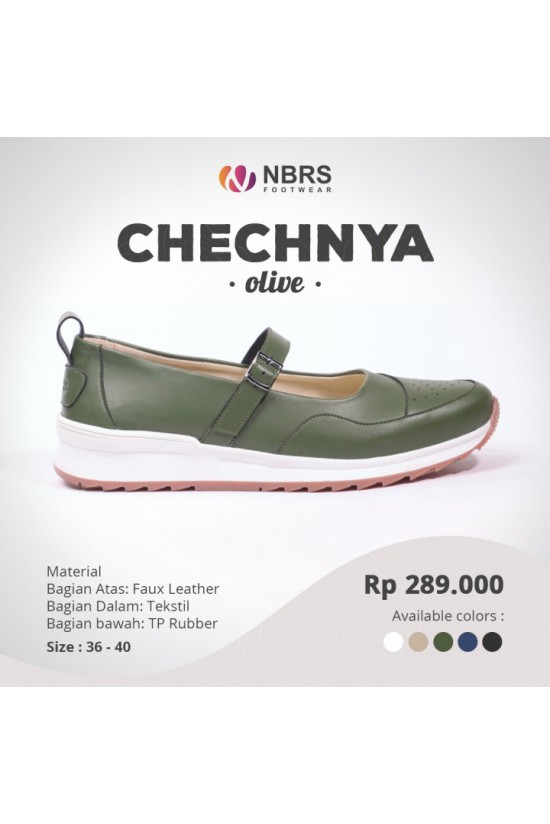 NBRS
FOOTWEAR
CHECHNYA
• olive •
Material
Bagian Atas: Faux Leather
Bagian Dalam: Tekstil
Bagian bawah: TP Rubber
Size : 36 - 40
Rp 289.000
Available colors :